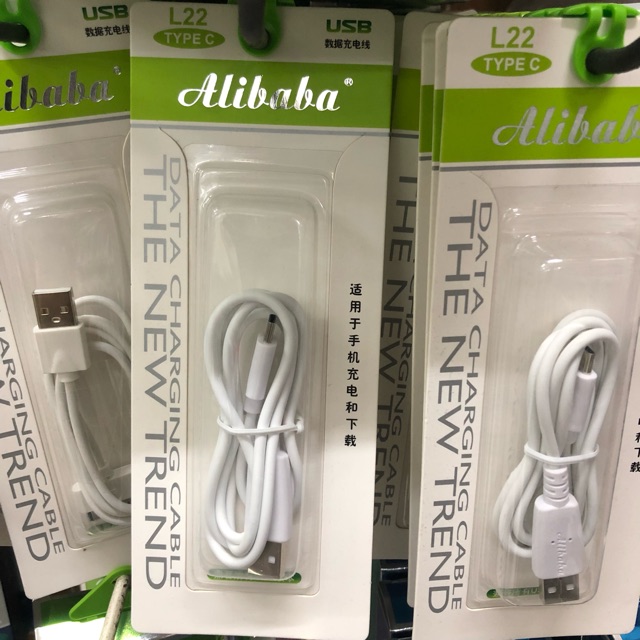 USB
数据充电线
libaba
CHARGING CABLE
NEW TREND
L22
TYPE C
USB
数据充电线
Alibaba®
DATA CHARGING CABLE
THE NEW TREND
适用于手机充电和下载
L22
TYPE C
Alibab
DATA CHARGING CABLE
THE NEW TREND
Alibaba